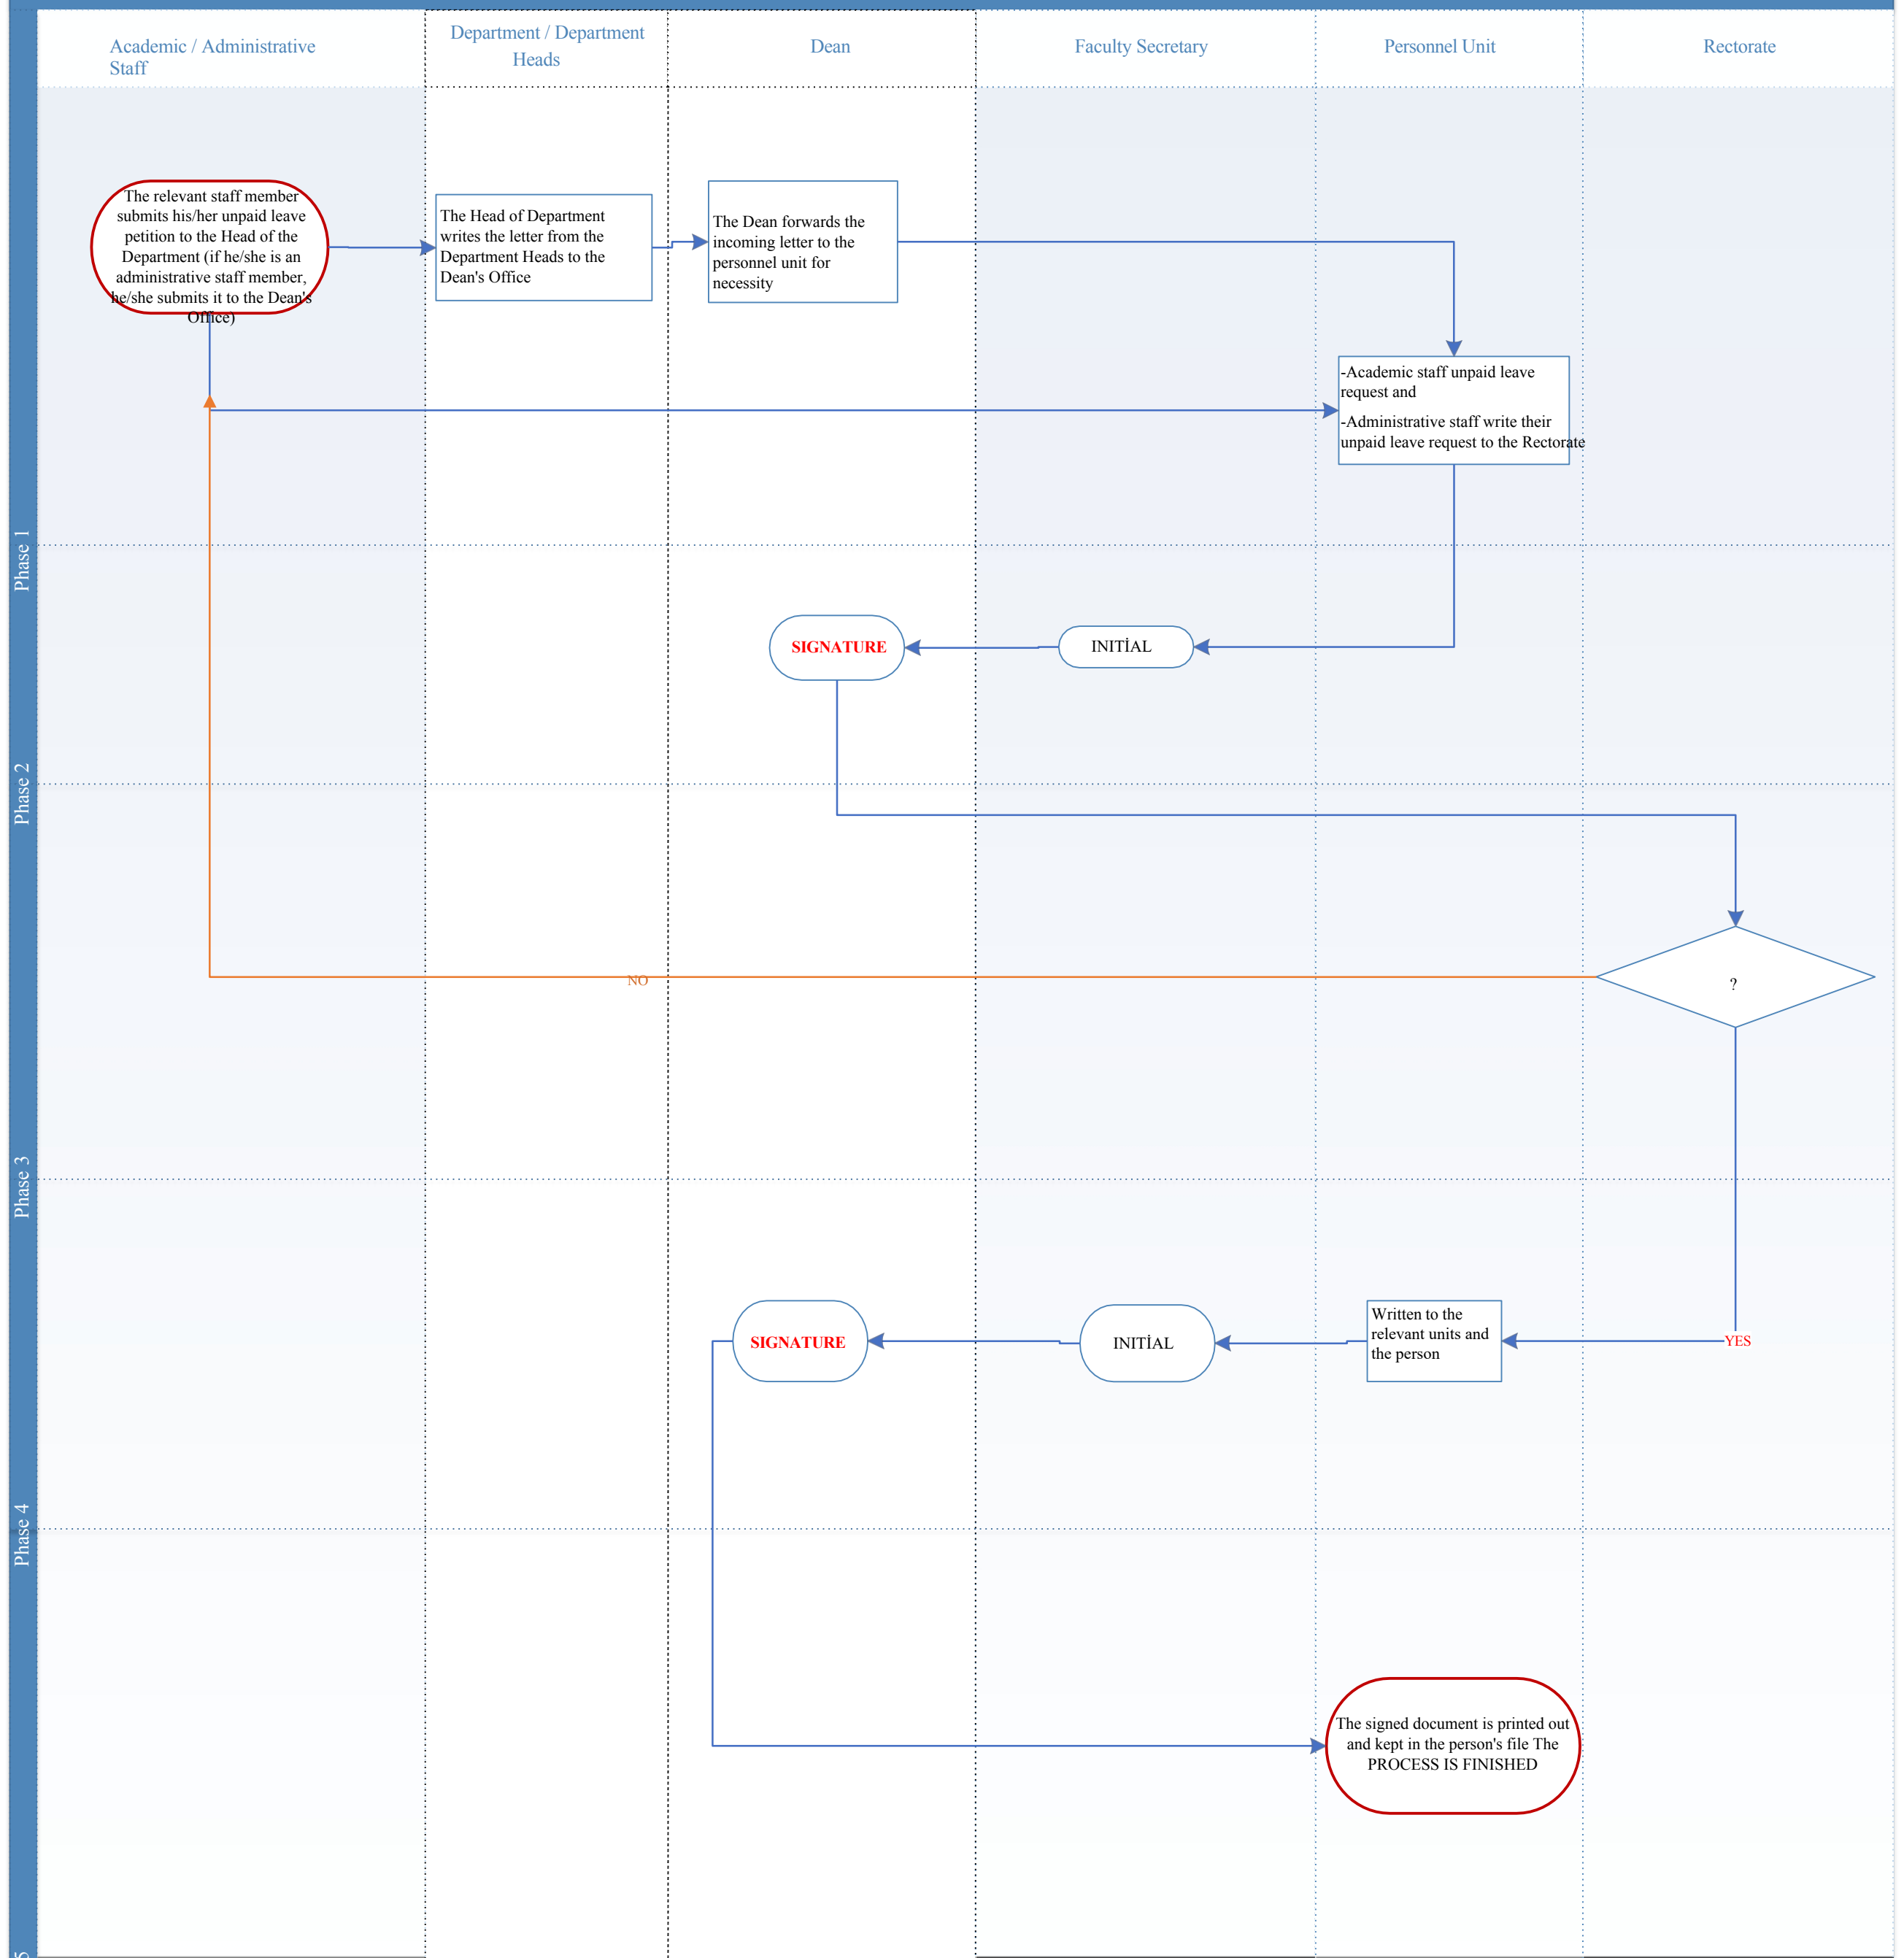 Academic / Administrative
Staff
Department / Department
Heads
Dean
Faculty Secretary
Personnel Unit
Rectorate
The relevant staff member
submits his/her unpaid leave
petition to the Head of the
Department (if he/she is an
administrative staff member,
he/she submits it to the Dean's
Office)
The Head of Department
writes the letter from the
Department Heads to the
Dean's Office
The Dean forwards the
incoming letter to the
personnel unit for
necessity
-Academic staff unpaid leave
request and
-Administrative staff write their
unpaid leave request to the Rectorate
Phase 1
SIGNATURE
INITİAL
Phase 2
NO
?
Phase 3
SIGNATURE
INITİAL
Written to the
relevant units and
the person
YES
Phase 4
The signed document is printed out
and kept in the person's file The
PROCESS IS FINISHED